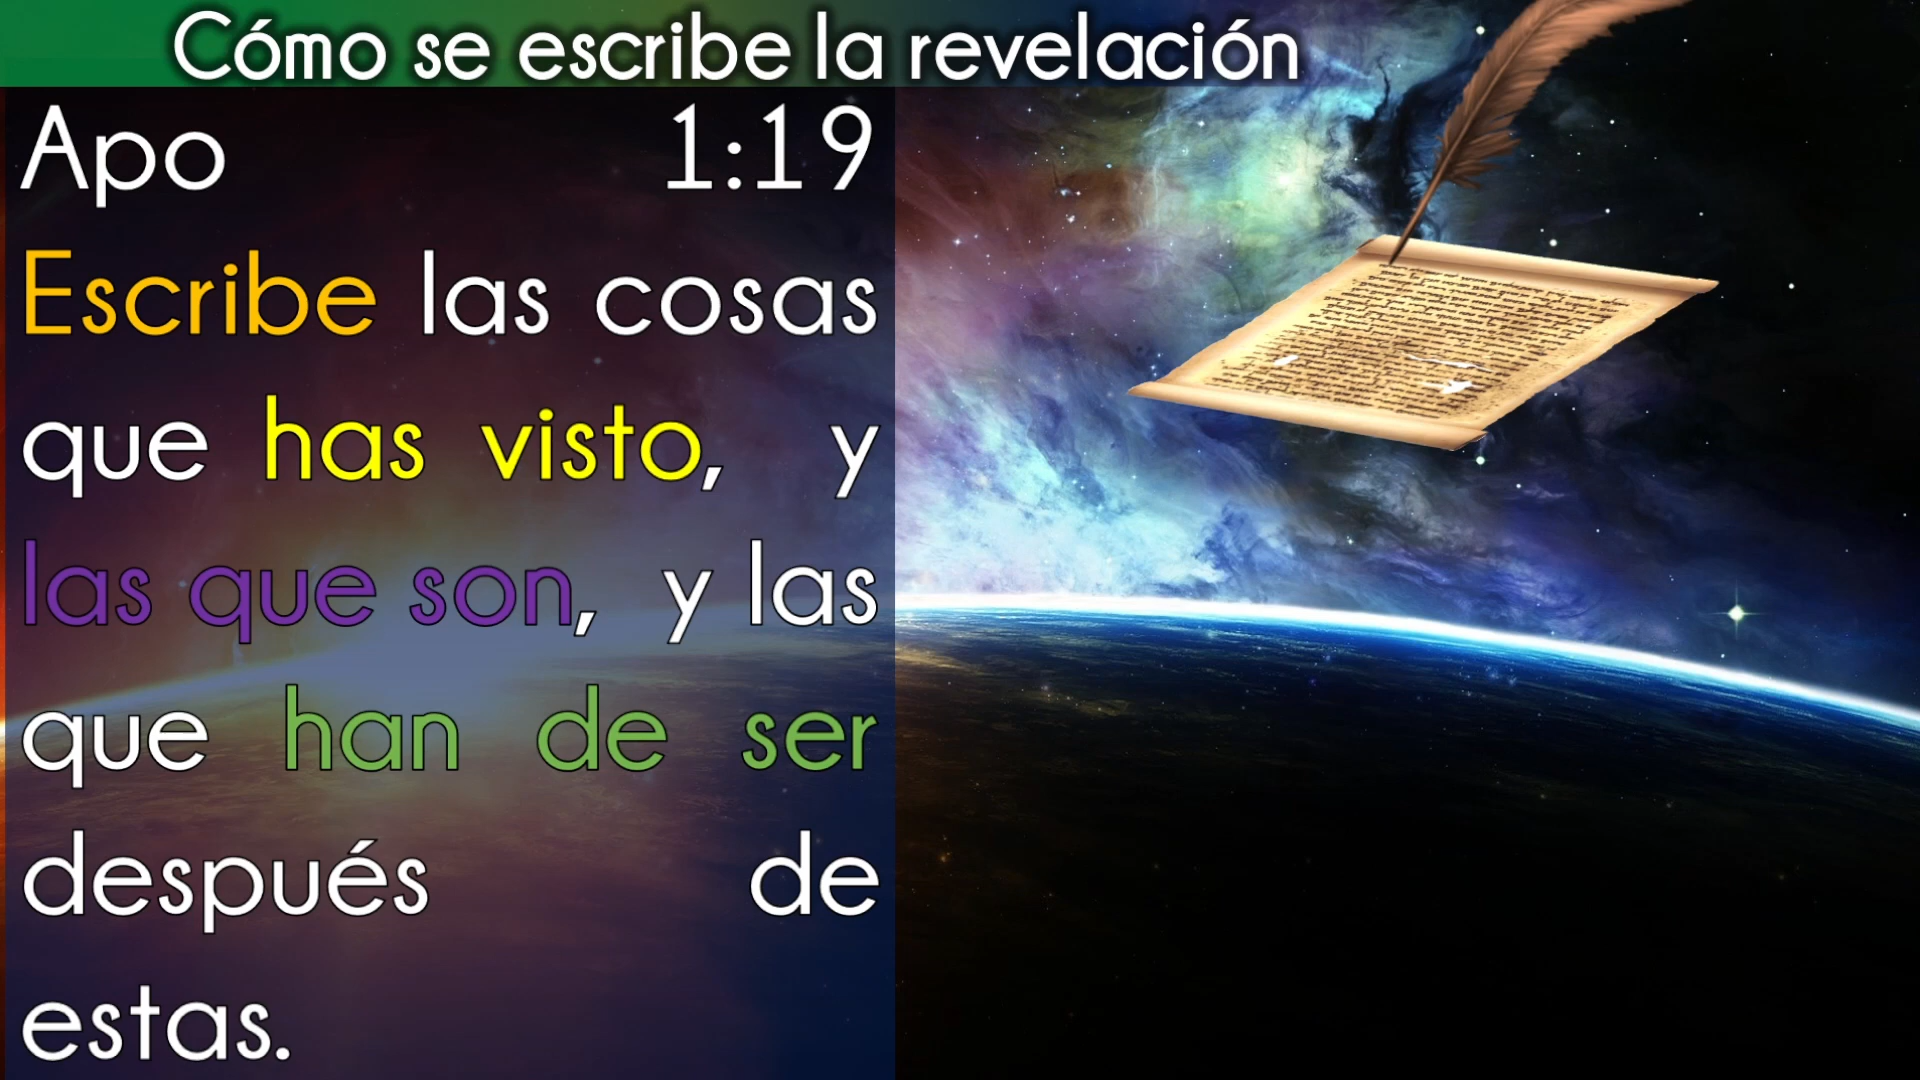 Cómo se escribe la revelación
Apo 1:19
Escribe las cosas
que has visto, y
las que son, y las
que han de ser
después de
estas.